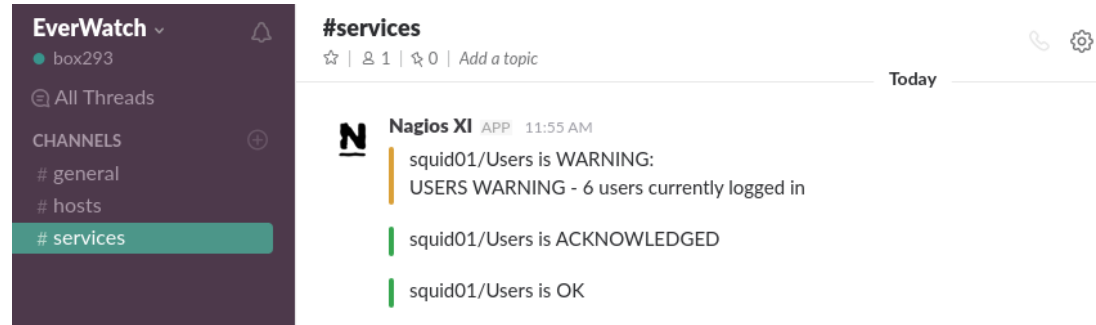 EverWatch
box293
All Threads
CHANNELS
# general
# hosts
# services
#services
1 | 0 | Add a topic
Today
N
Nagios XI APP 11:55 AM
squid01/Users is WARNING:
USERS WARNING - 6 users currently logged in
squid01/Users is ACKNOWLEDGED
squid01/Users is OK